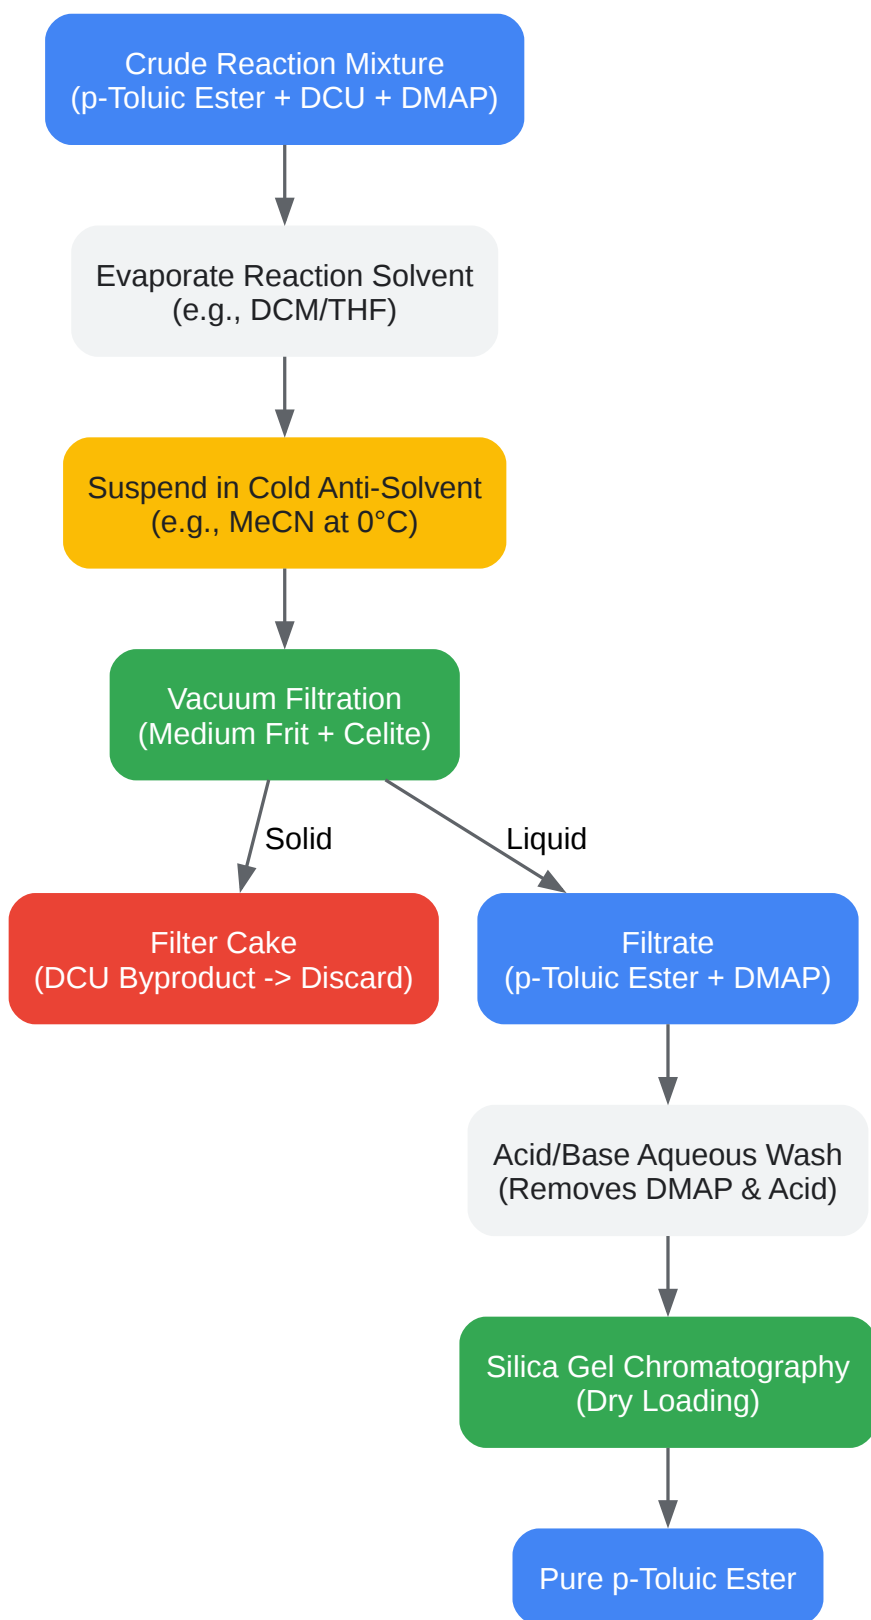 Crude Reaction Mixture
(p-Toluic Ester + DCU + DMAP)
Evaporate Reaction Solvent
(e.g., DCM/THF)
Suspend in Cold Anti-Solvent
(e.g., MeCN at 0°C)
Vacuum Filtration
(Medium Frit + Celite)
Solid
Liquid
Filter Cake
(DCU Byproduct -> Discard)
Filtrate
(p-Toluic Ester + DMAP)
Acid/Base Aqueous Wash
(Removes DMAP & Acid)
Silica Gel Chromatography
(Dry Loading)
Pure p-Toluic Ester